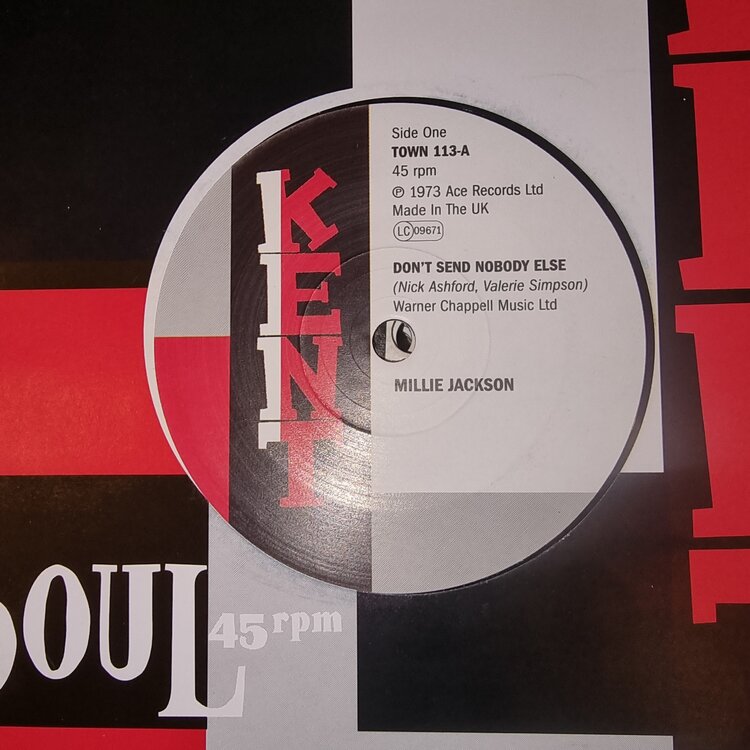 Side One
TOWN 113-A
45 rpm
℗ 1973 Ace Records Ltd
Made In The UK
LC 09671
KENT
DON'T SEND NOBODY ELSE
(Nick Ashford, Valerie Simpson)
Warner Chappell Music Ltd
MILLIE JACKSON
OUL
45 rpm